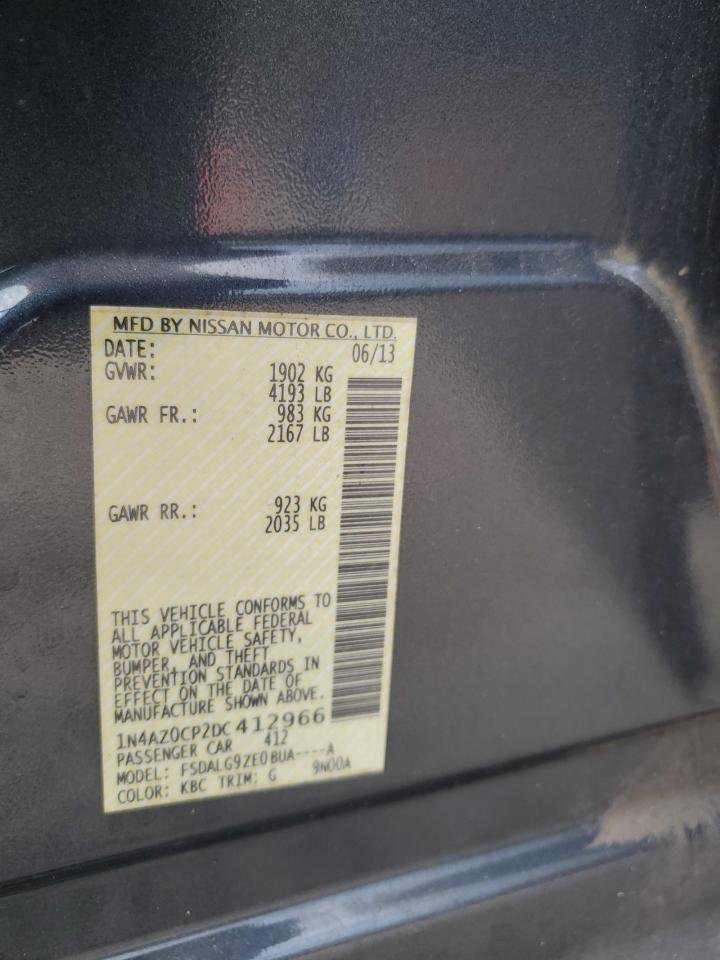 MFD BY NISSAN MOTOR CO., LTD.
DATE: 06/13
GVWR: 1902 KG
4193 LB
GAWR FR.: 983 KG
2167 LB
GAWR RR.: 923 KG
2035 LB
THIS VEHICLE CONFORMS TO
ALL APPLICABLE FEDERAL
MOTOR VEHICLE SAFETY,
BUMPER, AND THEFT
PREVENTION STANDARDS IN
EFFECT ON THE DATE OF
MANUFACTURE SHOWN ABOVE.
1N4AZ0CP2DC412966
PASSENGER CAR 412
MODEL: FSDALG9ZE0BUA----A
COLOR: KBC TRIM: G 9N00A